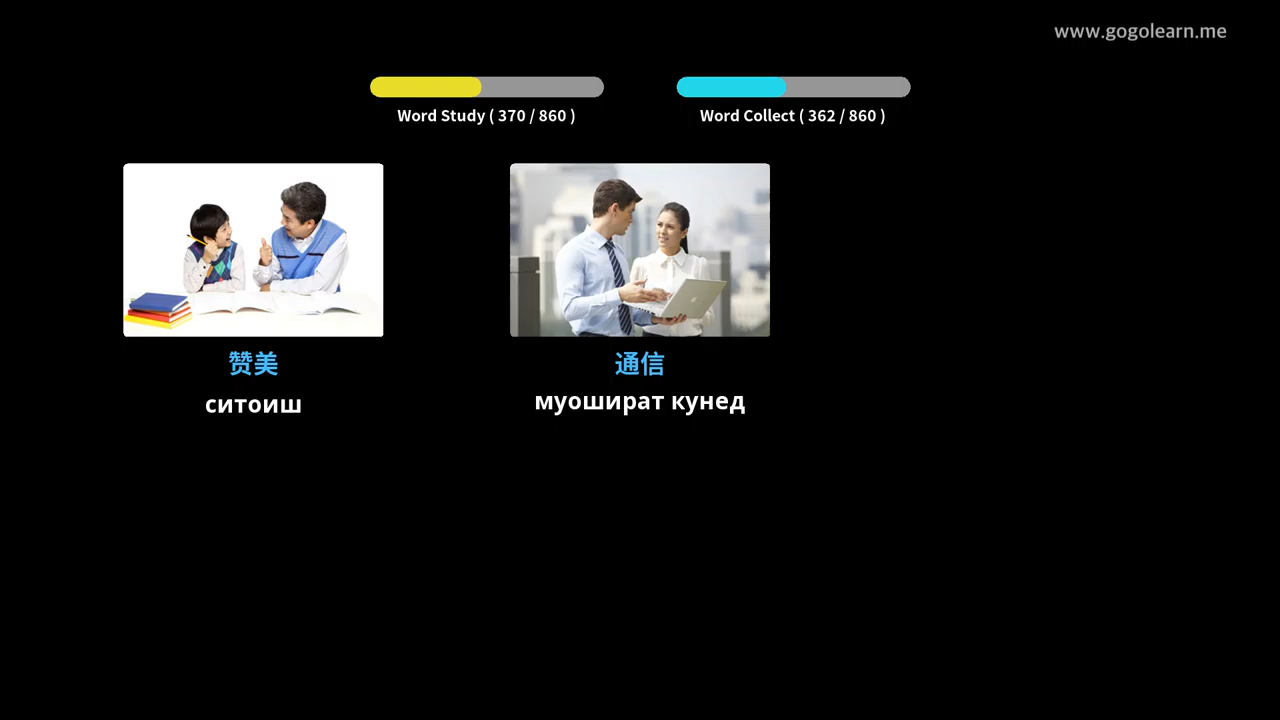 www.gogolearn.me
Word Study ( 370 / 860 )
Word Collect ( 362 / 860 )
赞美
ситоиш
通信
муошират кунед